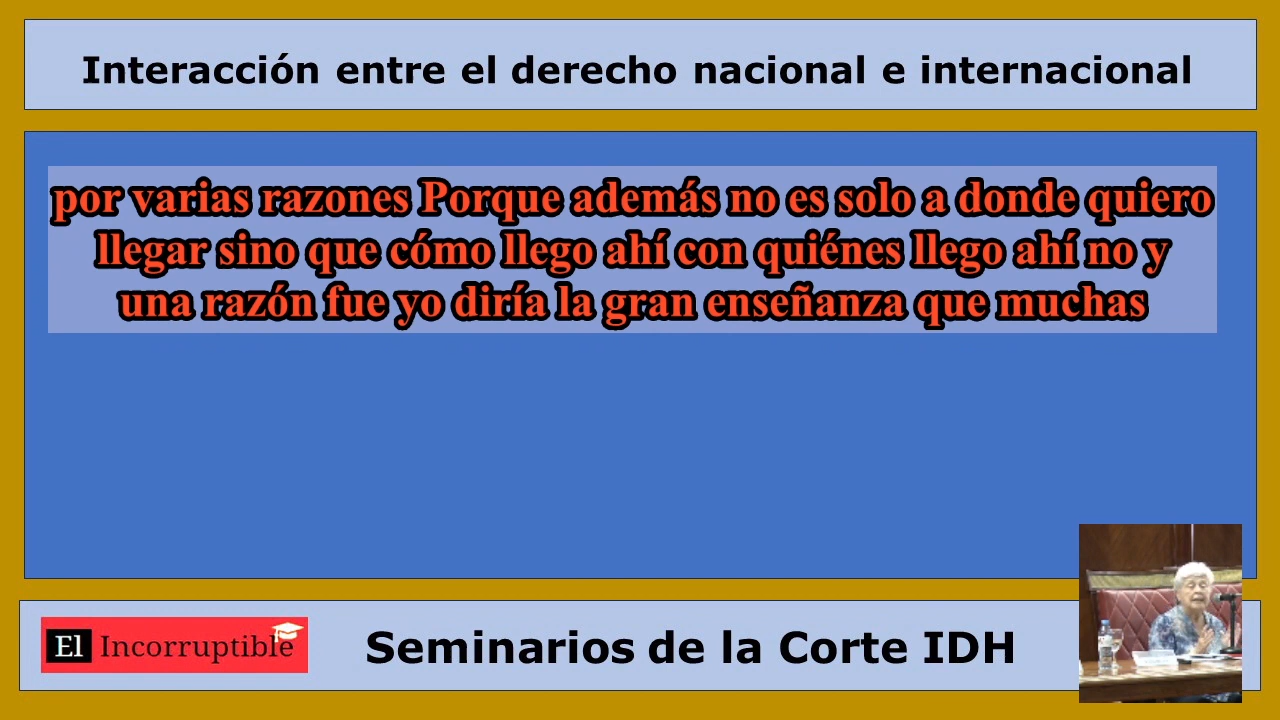 Interacción entre el derecho nacional e internacional
por varias razones Porque además no es solo a donde quiero
llegar sino que cómo llego ahí con quiénes llego ahí no y
una razón fue yo diría la gran enseñanza que muchas
El Incorruptible
Seminarios de la Corte IDH